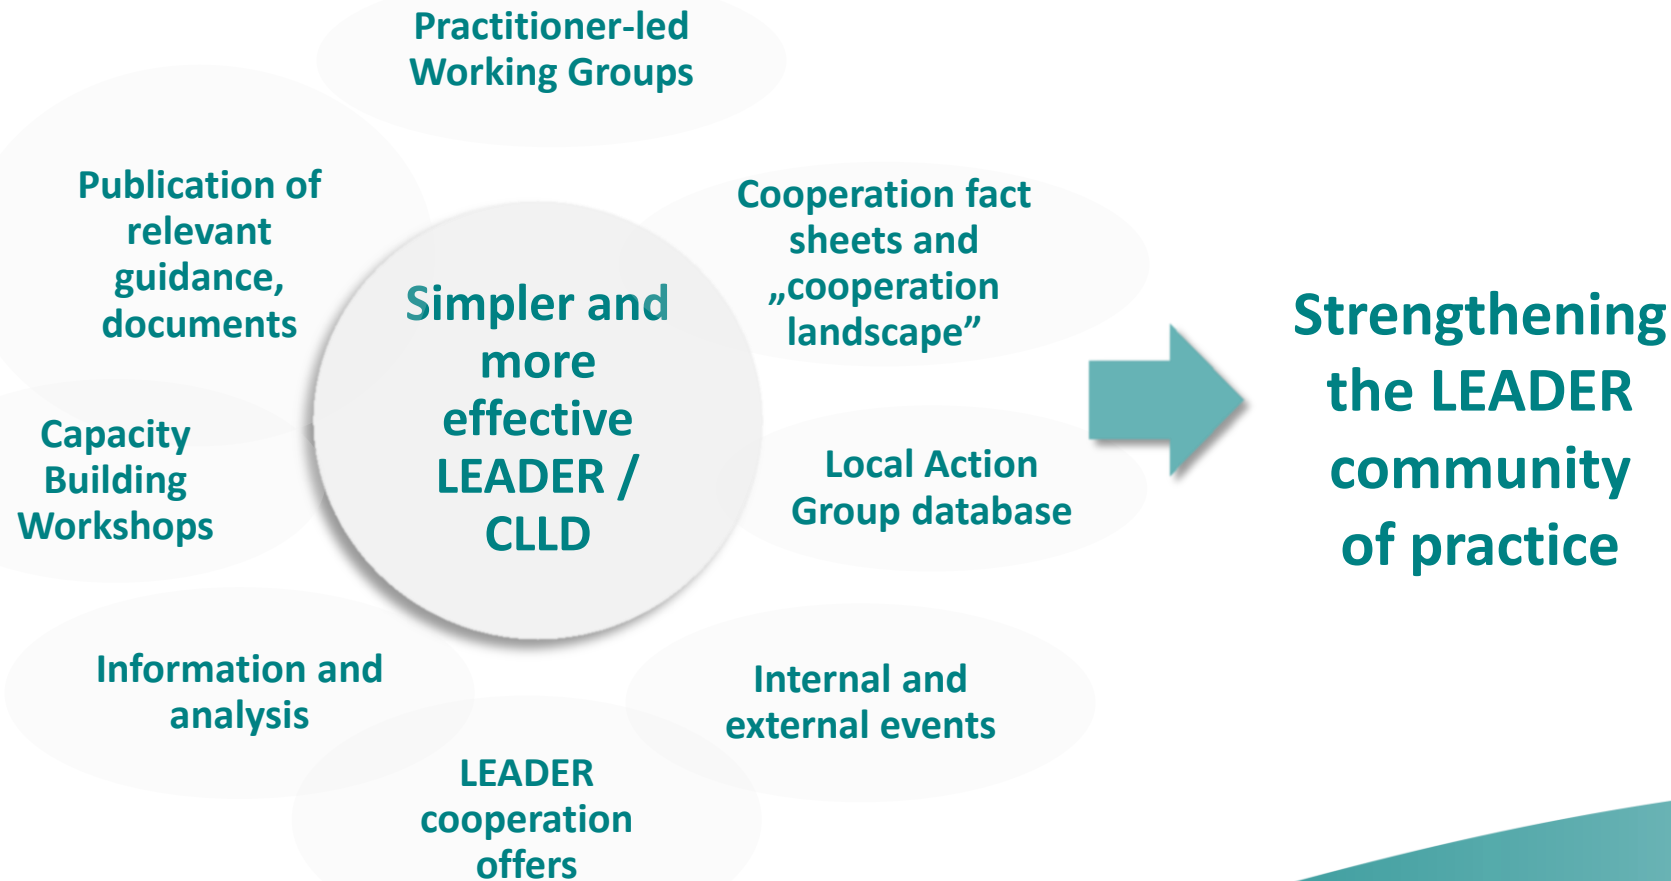 Practitioner-led
Working Groups
Publication of
relevant
guidance,
documents
Cooperation fact
sheets and
„cooperation
landscape”
Simpler and
more
effective
LEADER /
CLLD
Strengthening
the LEADER
community
of practice
Capacity
Building
Workshops
Local Action
Group database
Information and
analysis
Internal and
external events
LEADER
cooperation
offers